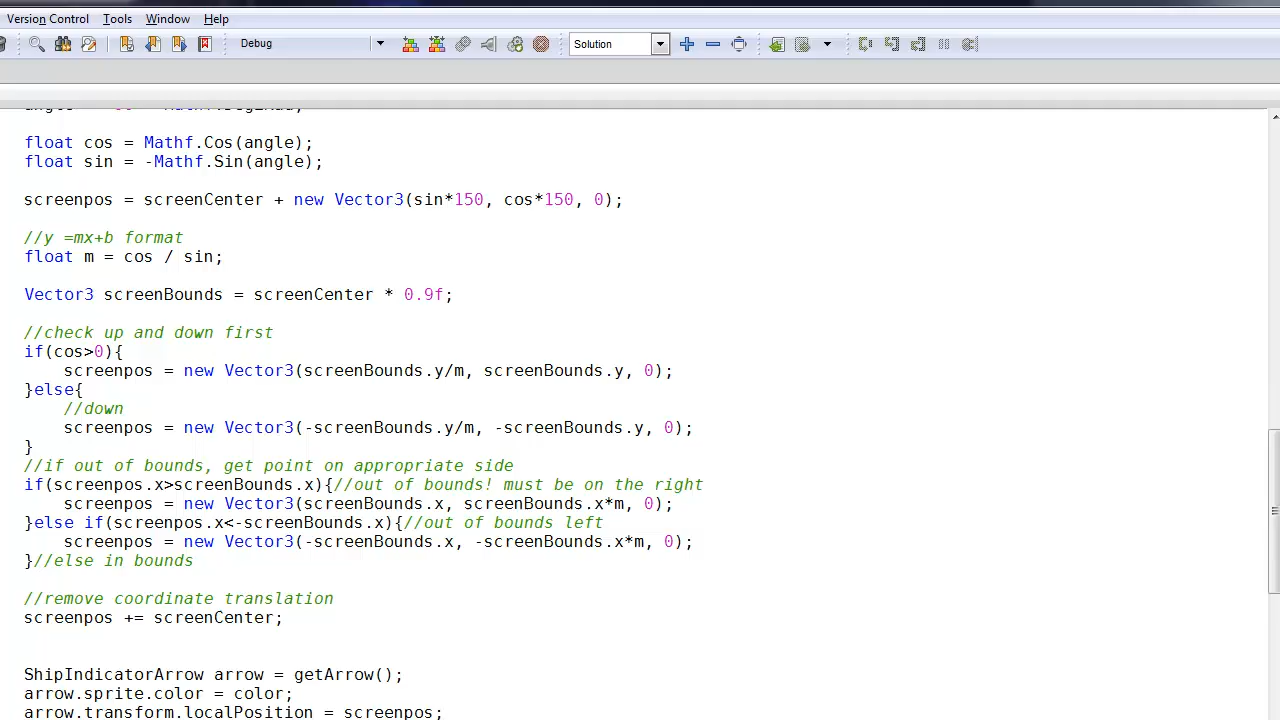 Version Control Tools Window Help
Debug Solution
float cos = Mathf.Cos(angle);
float sin = -Mathf.Sin(angle);
screenpos = screenCenter + new Vector3(sin*150, cos*150, 0);
//y =mx+b format
float m = cos / sin;
Vector3 screenBounds = screenCenter * 0.9f;
//check up and down first
if(cos>0){
screenpos = new Vector3(screenBounds.y/m, screenBounds.y, 0);
}else{
//down
screenpos = new Vector3(-screenBounds.y/m, -screenBounds.y, 0);
}
//if out of bounds, get point on appropriate side
if(screenpos.x>screenBounds.x){//out of bounds! must be on the right
screenpos = new Vector3(screenBounds.x, screenBounds.x*m, 0);
}else if(screenpos.x<-screenBounds.x){//out of bounds left
screenpos = new Vector3(-screenBounds.x, -screenBounds.x*m, 0);
}//else in bounds
//remove coordinate translation
screenpos += screenCenter;
ShipIndicatorArrow arrow = getArrow();
arrow.sprite.color = color;
arrow.transform.localPosition = screenpos;